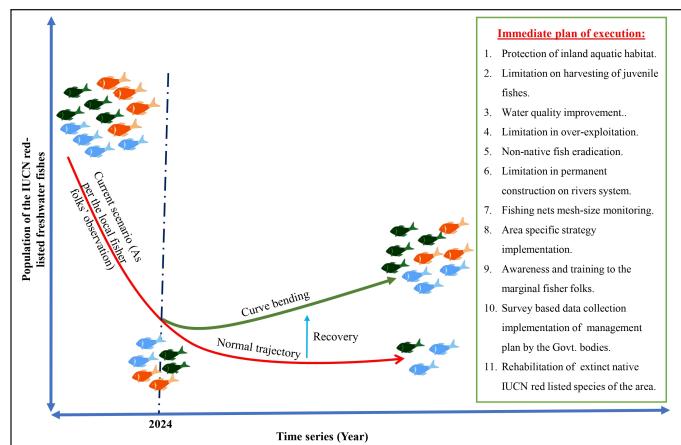 Population of the IUCN red-
listed freshwater fishes
Current scenario (As
per the local fisher
folks' observation)
Curve bending
Normal trajectory
Recovery
2024
Time series (Year)
Immediate plan of execution:
1. Protection of inland aquatic habitat.
2. Limitation on harvesting of juvenile
fishes.
3. Water quality improvement..
4. Limitation in over-exploitation.
5. Non-native fish eradication.
6. Limitation in permanent
construction on rivers system.
7. Fishing nets mesh-size monitoring.
8. Area specific strategy
implementation.
9. Awareness and training to the
marginal fisher folks.
10. Survey based data collection
implementation of management
plan by the Govt. bodies.
11. Rehabilitation of extinct native
IUCN red listed species of the area.